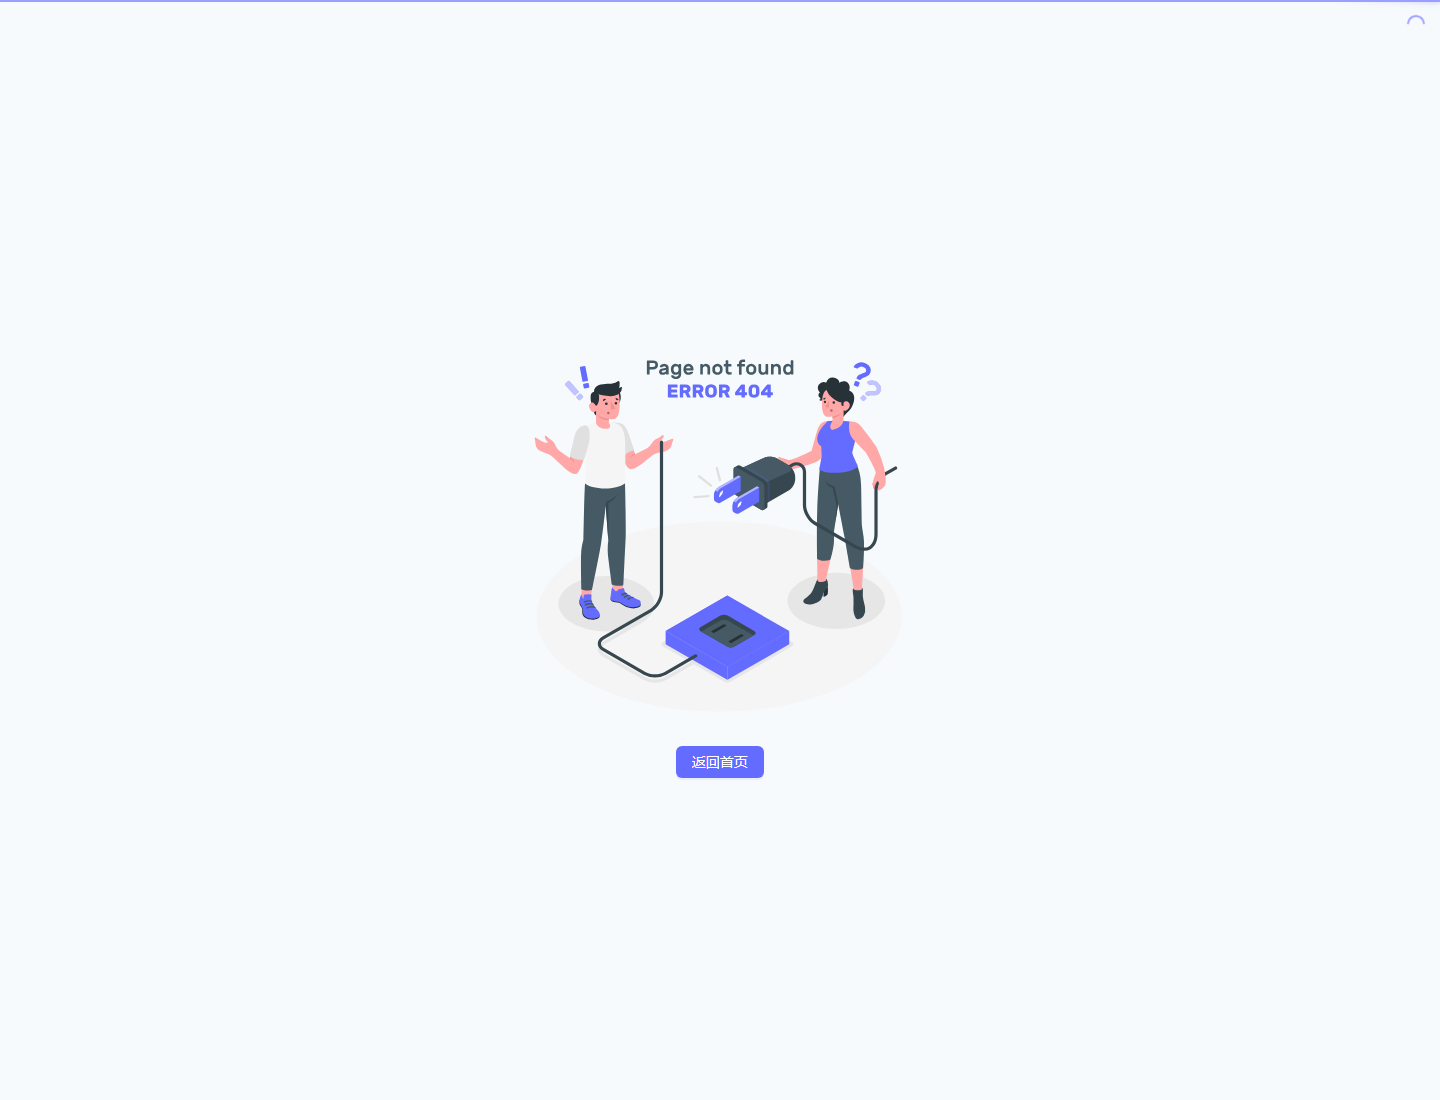 Page not found
ERROR 404
返回首页